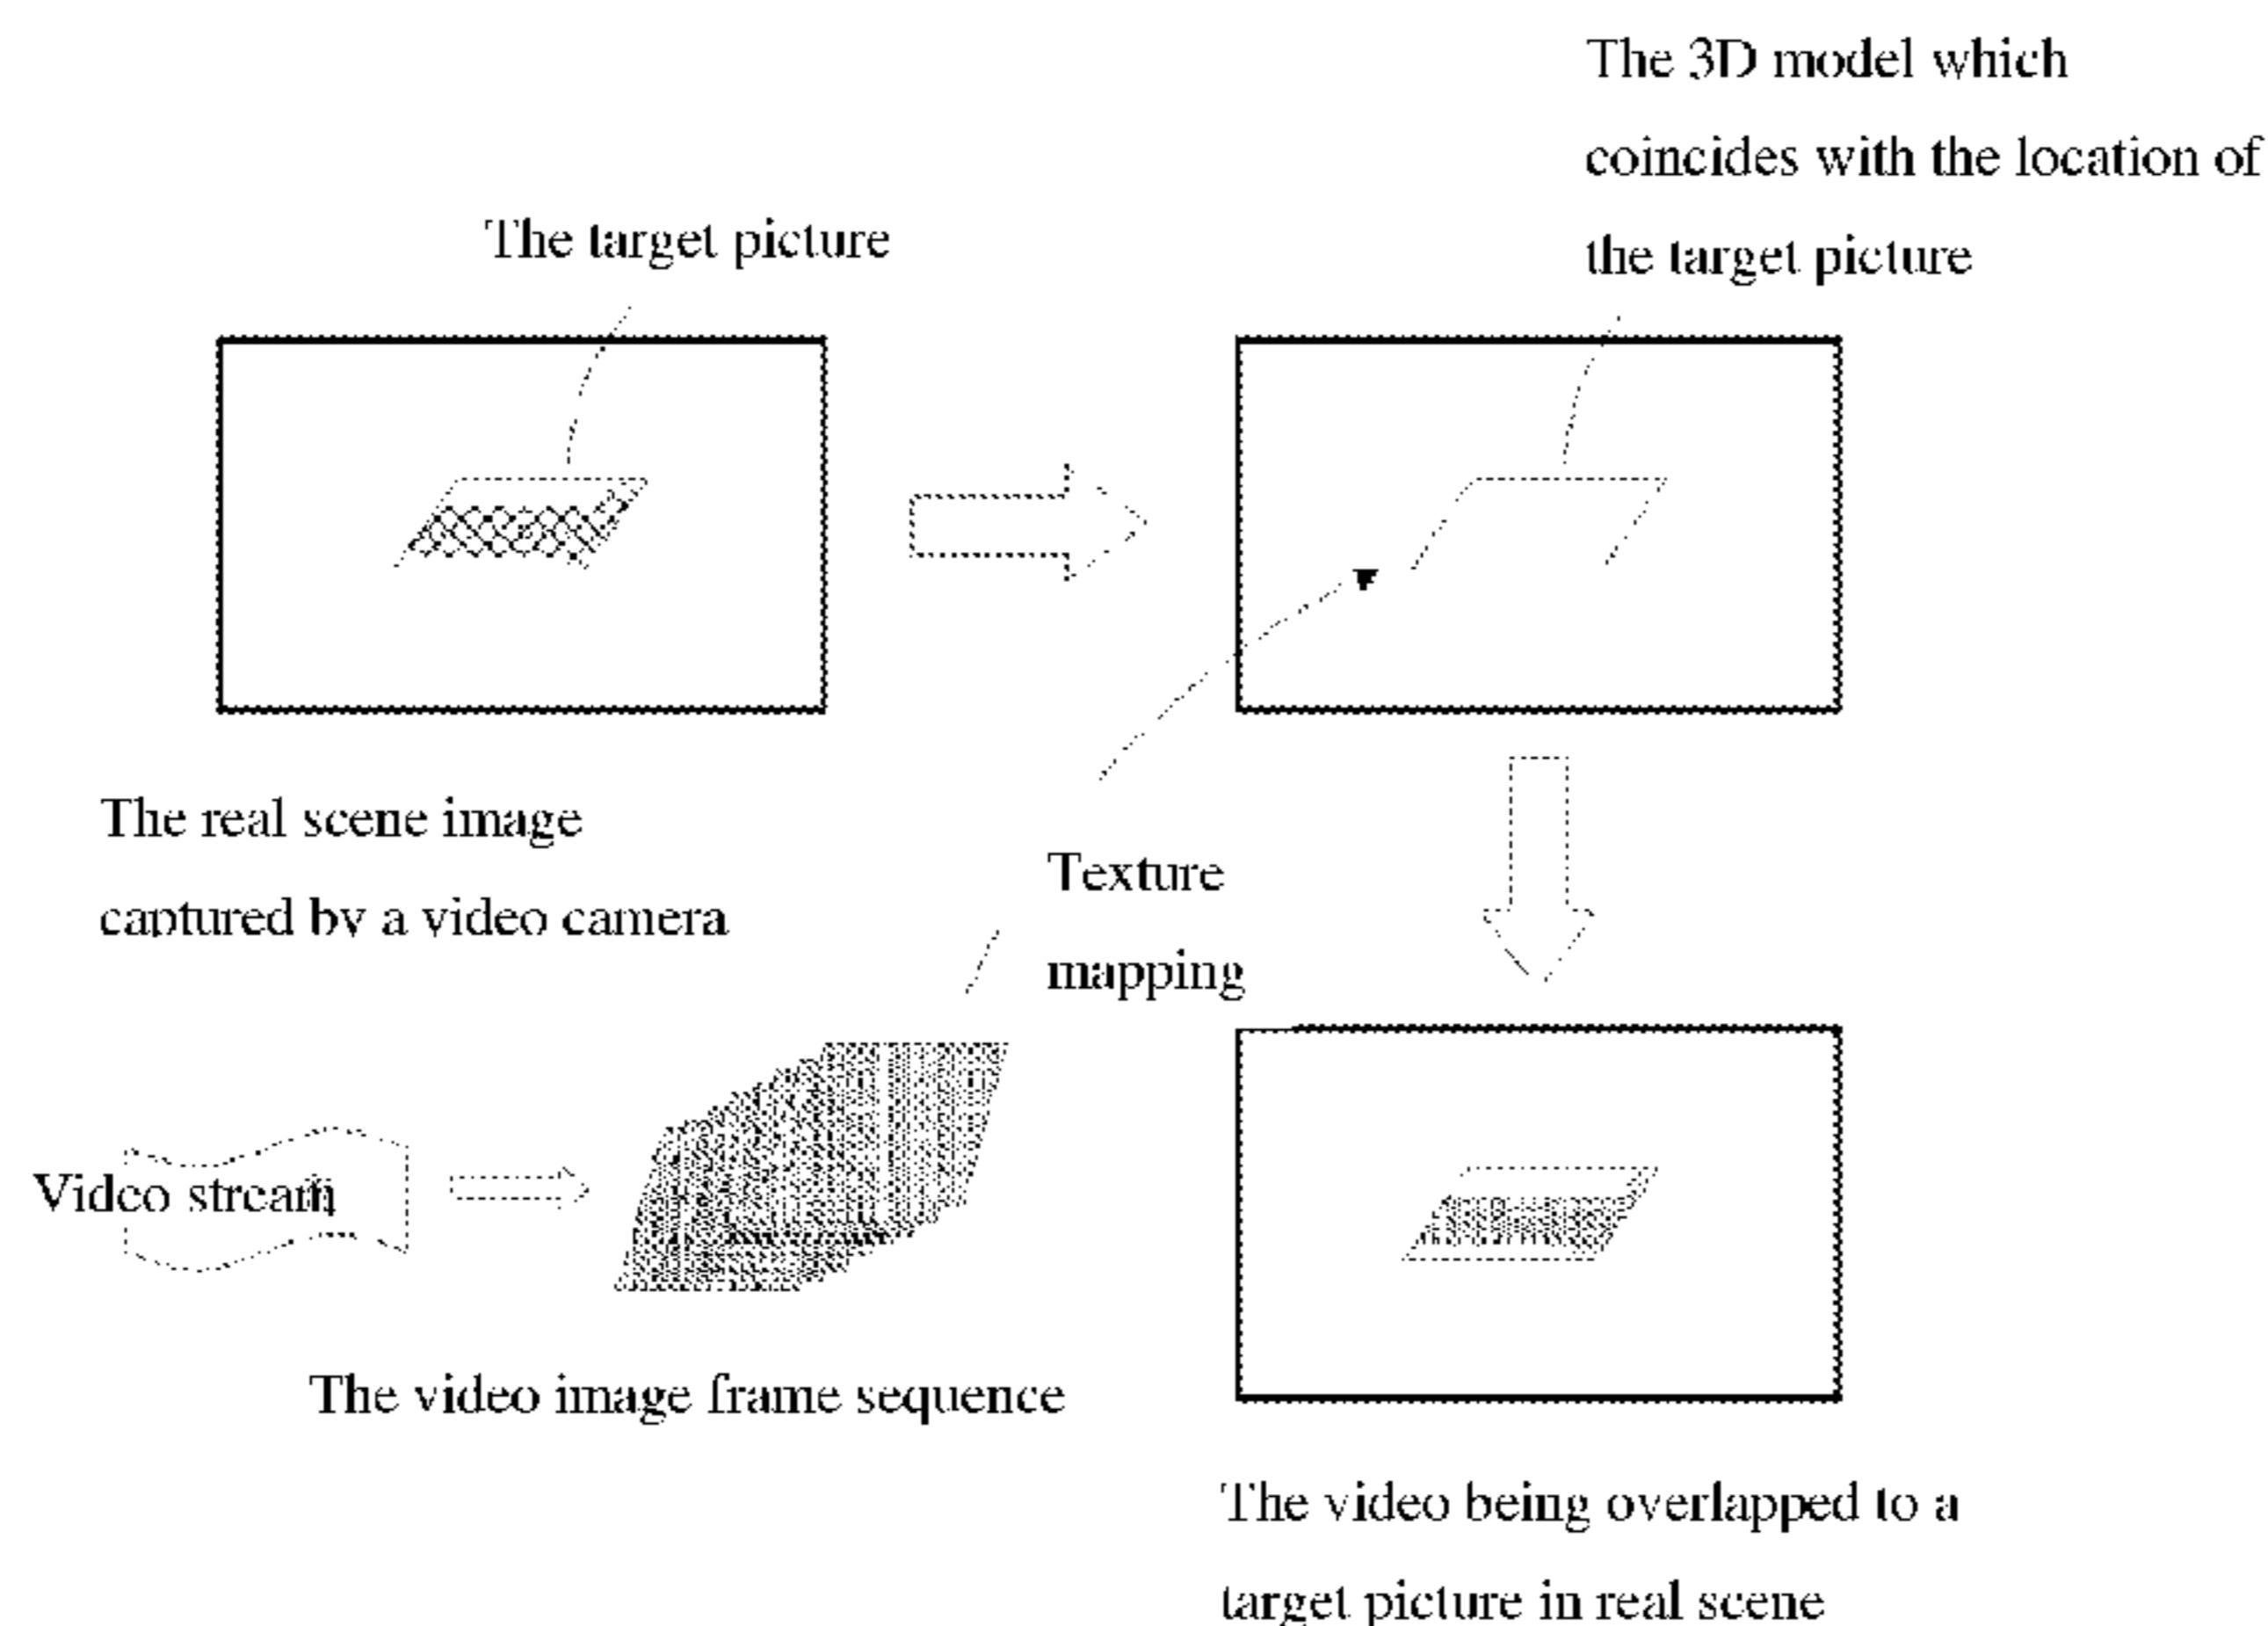 The 3D model which
coincides with the location of
the target picture
The target picture
The real scene image
captured by a video camera
Texture
mapping
Video stream
The video image frame sequence
The video being overlapped to a
target picture in real scene